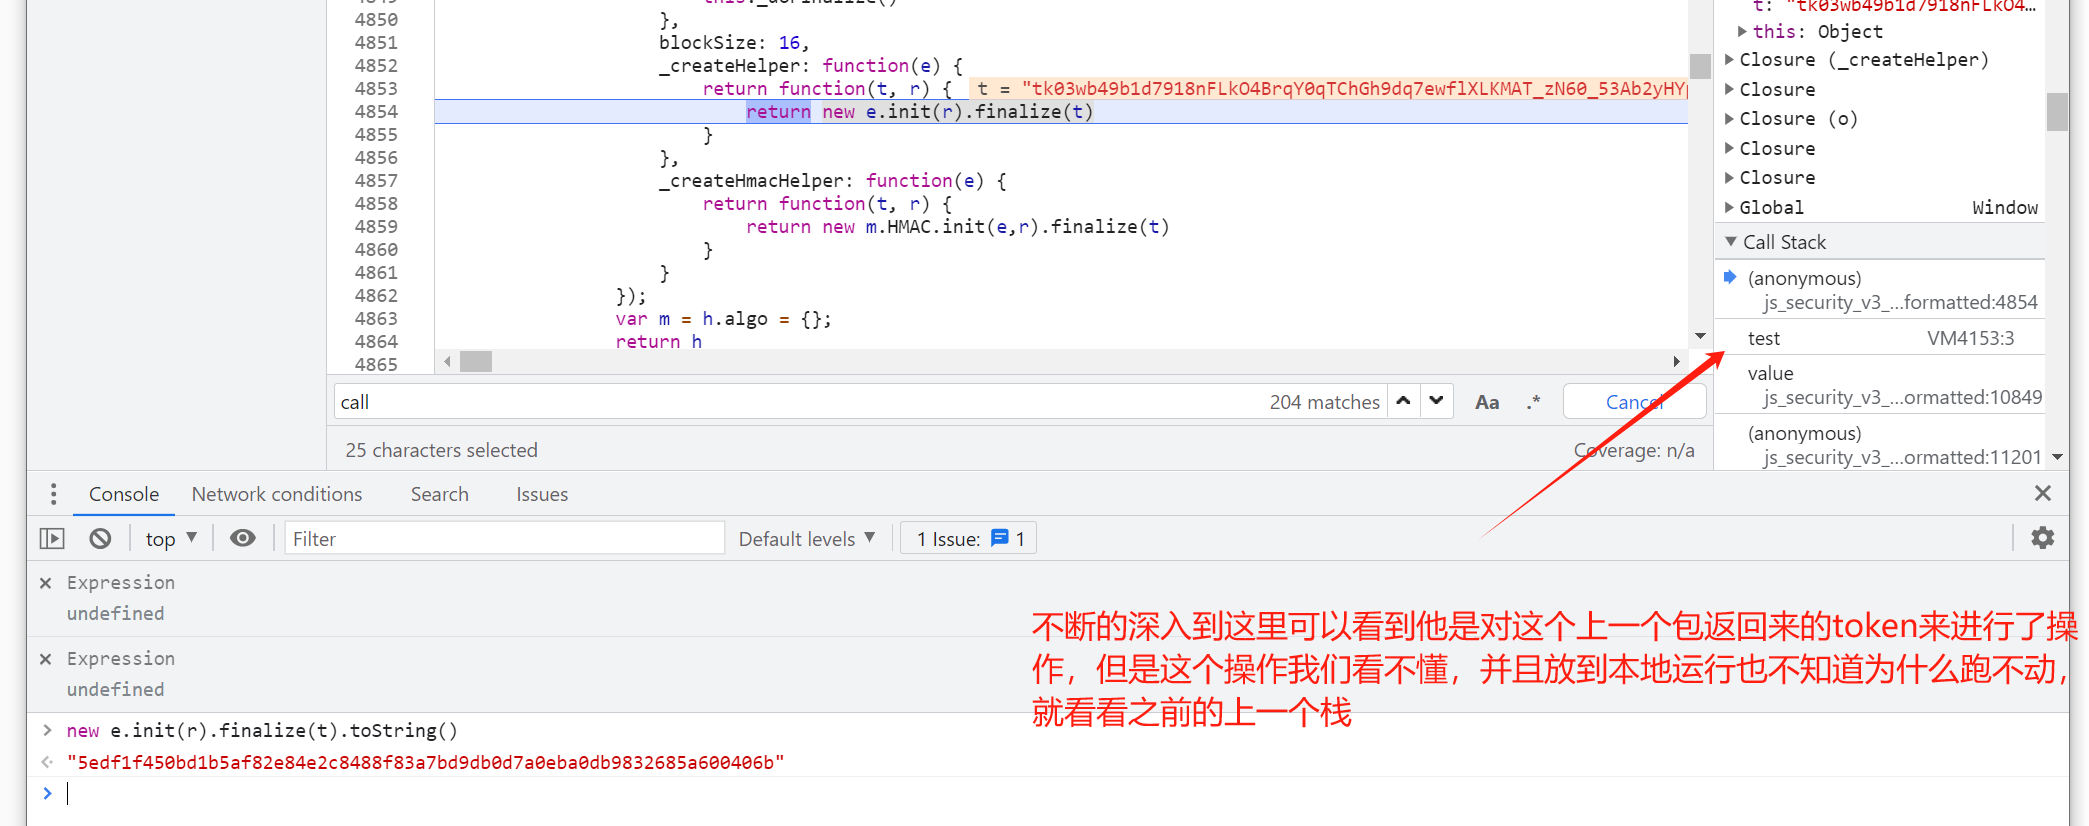 4849 this._doFinalize()
4850 },
4851 blockSize: 16,
4852 _createHelper: function(e) {
4853 return function(t, r) { t = "tk03wb49b1d7918nFLkO4BrqY0qTChGh9dq7ewflXLKMAT_zN60_53Ab2yHYp
4854 return new e.init(r).finalize(t)
4855 }
4856 },
4857 _createHmacHelper: function(e) {
4858 return function(t, r) {
4859 return new m.HMAC.init(e,r).finalize(t)
4860 }
4861 }
4862 });
4863 var m = h.algo = {};
4864 return h
4865
call 204 matches Aa .* Cancel
25 characters selected Coverage: n/a
t: "tk03wb49b1d7918nFLkO4…
this: Object
Closure (_createHelper)
Closure
Closure (o)
Closure
Closure
Global Window
Call Stack
(anonymous)
js_security_v3_…formatted:4854
test VM4153:3
value
js_security_v3_…ormatted:10849
(anonymous)
js_security_v3_…ormatted:11201
Console Network conditions Search Issues
top Filter Default levels 1 Issue: 1
Expression
undefined
Expression
undefined
不断的深入到这里可以看到他是对这个上一个包返回来的token来进行了操
作，但是这个操作我们看不懂，并且放到本地运行也不知道为什么跑不动，
就看看之前的上一个栈
new e.init(r).finalize(t).toString()
"5edf1f450bd1b5af82e84e2c8488f83a7bd9db0d7a0eba0db9832685a600406b"